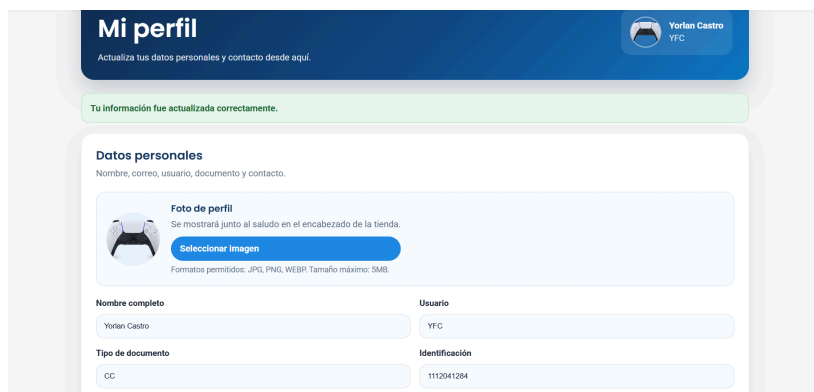 Mi perfil
Actualiza tus datos personales y contacto desde aquí.
Yorlan Castro
YFC
Tu información fue actualizada correctamente.
Datos personales
Nombre, correo, usuario, documento y contacto.
Foto de perfil
Se mostrará junto al saludo en el encabezado de la tienda.
Seleccionar imagen
Formatos permitidos: JPG, PNG, WEBP. Tamaño máximo: 5MB.
Nombre completo
Usuario
Yorlan Castro
YFC
Tipo de documento
Identificación
CC
1112041284